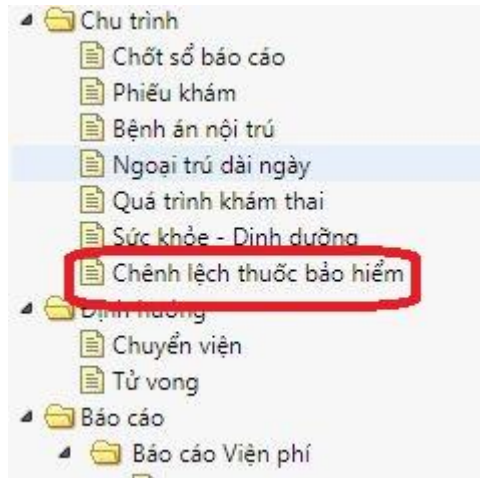 Chu trình
Chốt sổ báo cáo
Phiếu khám
Bệnh án nội trú
Ngoại trú dài ngày
Quá trình khám thai
Sức khỏe - Dinh dưỡng
Chênh lệch thuốc bảo hiểm
Định hướng
Chuyển viện
Tử vong
Báo cáo
Báo cáo Viện phí